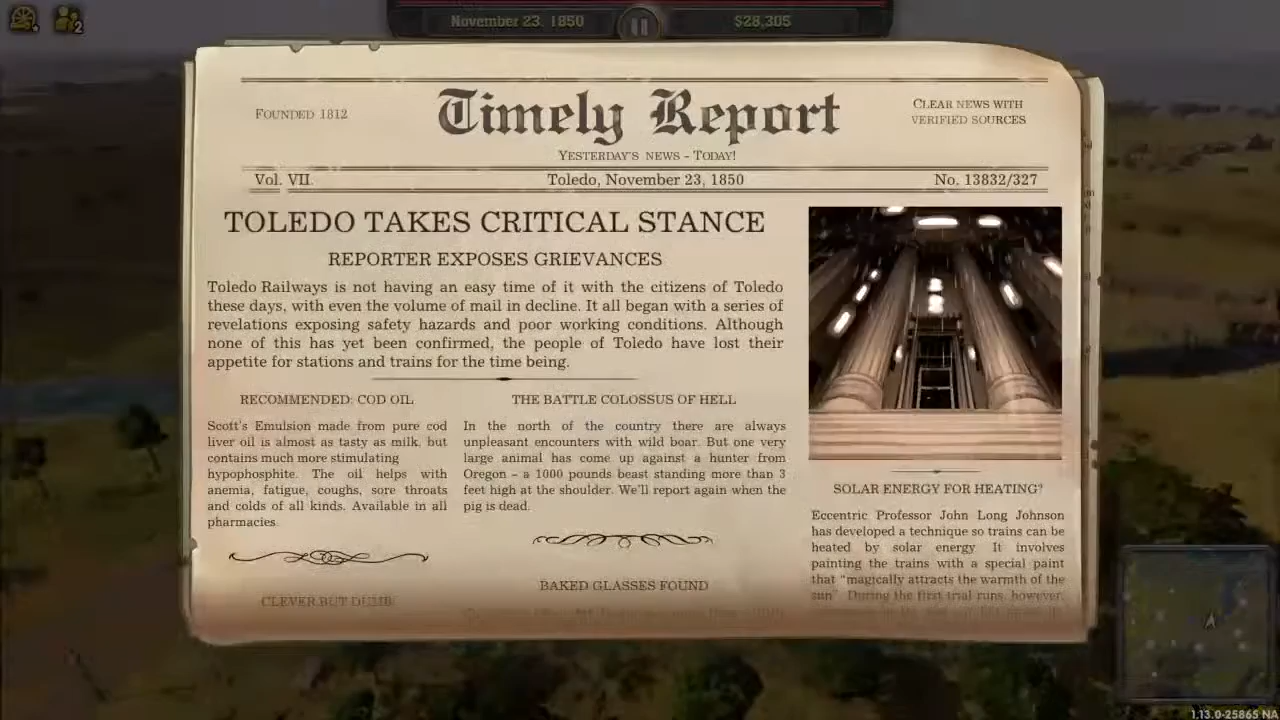 November 23, 1850
$28,305
2
FOUNDED 1812
Timely Report
CLEAR NEWS WITH
VERIFIED SOURCES
YESTERDAY'S NEWS - TODAY!
Vol. VII.
Toledo, November 23, 1850
No. 13832/327
TOLEDO TAKES CRITICAL STANCE
REPORTER EXPOSES GRIEVANCES
Toledo Railways is not having an easy time of it with the citizens of Toledo
these days, with even the volume of mail in decline. It all began with a series of
revelations exposing safety hazards and poor working conditions. Although
none of this has yet been confirmed, the people of Toledo have lost their
appetite for stations and trains for the time being.
RECOMMENDED: COD OIL
Scott's Emulsion made from pure cod
liver oil is almost as tasty as milk, but
contains much more stimulating
hypophosphite. The oil helps with
anemia, fatigue, coughs, sore throats
and colds of all kinds. Available in all
pharmacies.
CLEVER BUT DUMB
THE BATTLE COLOSSUS OF HELL
In the north of the country there are always
unpleasant encounters with wild boar. But one very
large animal has come up against a hunter from
Oregon – a 1000 pounds beast standing more than 3
feet high at the shoulder. We'll report again when the
pig is dead.
BAKED GLASSES FOUND
SOLAR ENERGY FOR HEATING?
Eccentric Professor John Long Johnson
has developed a technique so trains can be
heated by solar energy. It involves
painting the trains with a special paint
that "magically attracts the warmth of the
sun". During the first trial runs, however,
1.13.0-25865 NA